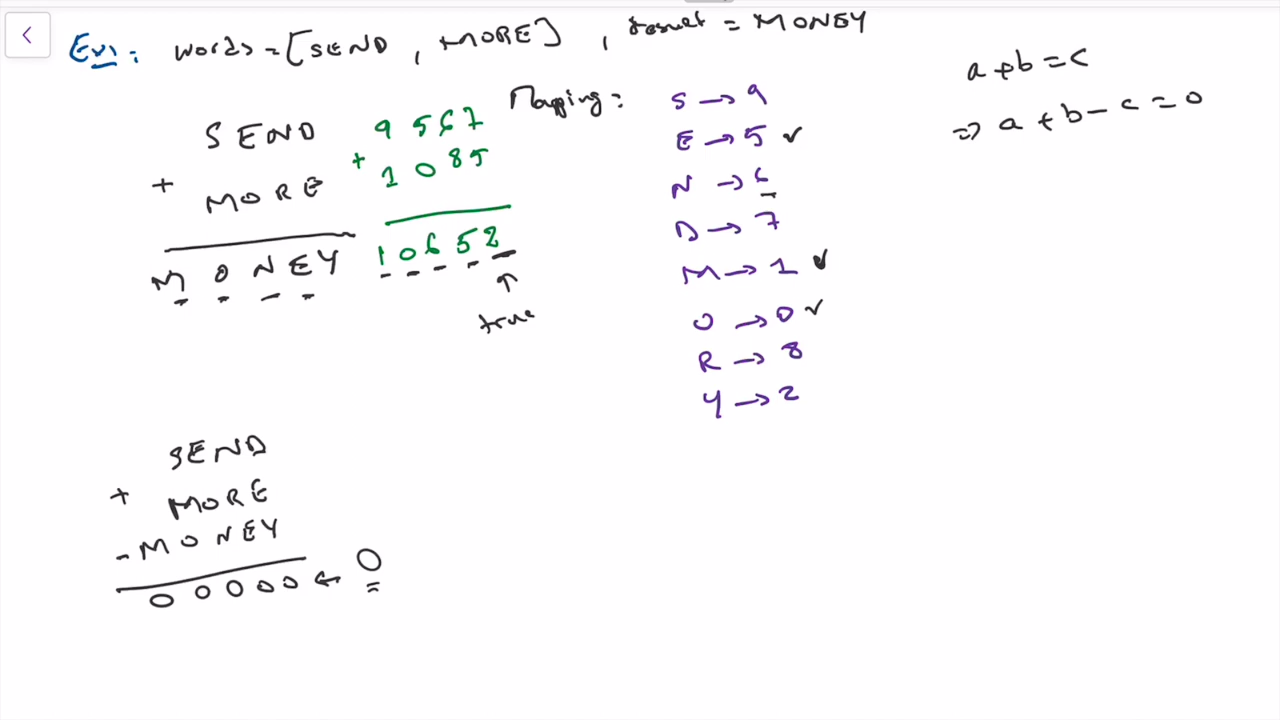 Ex1: words = [SEND, MORE], result = MONEY
a + b = c
⇒ a + b - c = 0
Mapping:
S → 9
E → 5 ✓
N → 6
D → 7
M → 1 ✓
O → 0 ✓
R → 8
Y → 2
SEND
+ MORE
MONEY
9567
+ 1085
10652
↑
true
SEND
+ MORE
- MONEY
00000 ← 0